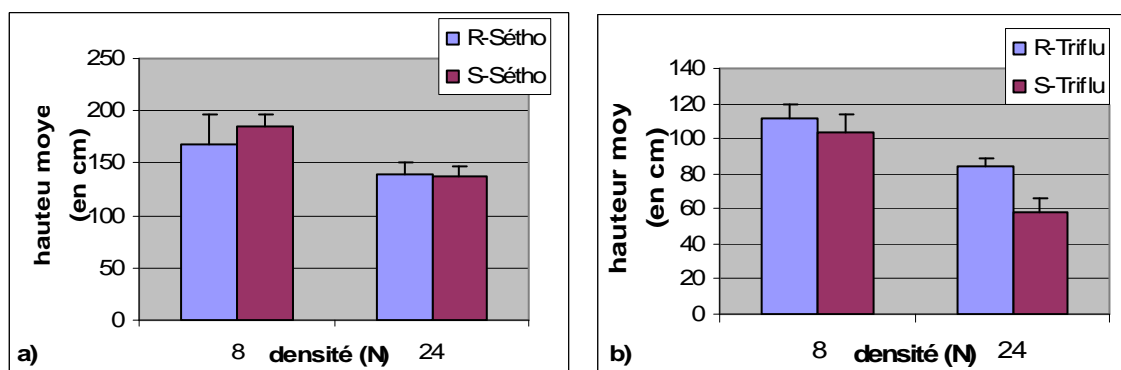 R-Sétho
S-Sétho
250
200
150
100
50
0
hauteu moye
(en cm)
8
densité (N)
24
a)
R-Triflu
S-Triflu
140
120
100
80
60
40
20
0
hauteur moy
(en cm)
8
densité (N)
24
b)